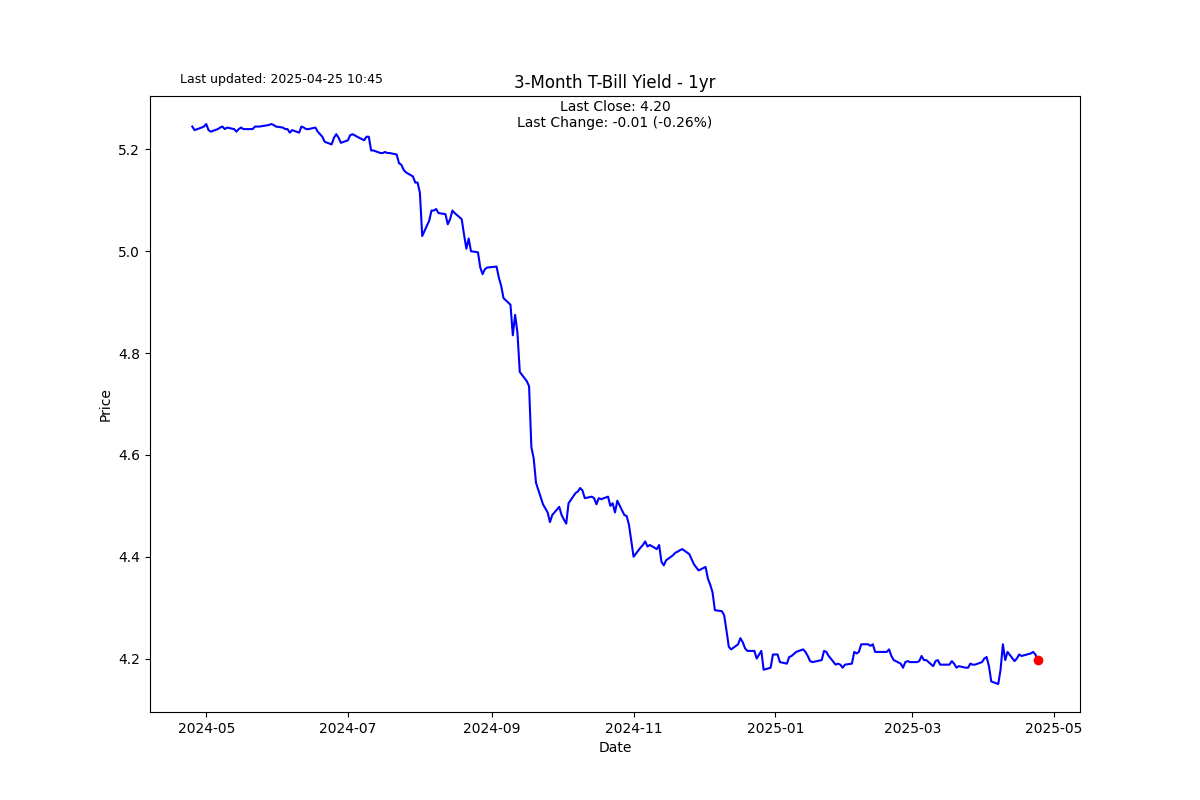 Last updated: 2025-04-25 10:45
3-Month T-Bill Yield - 1yr
Last Close: 4.20
Last Change: -0.01 (-0.26%)
5.2
5.0
4.8
4.6
4.4
4.2
Price
2024-05 2024-07 2024-09 2024-11 2025-01 2025-03 2025-05
Date